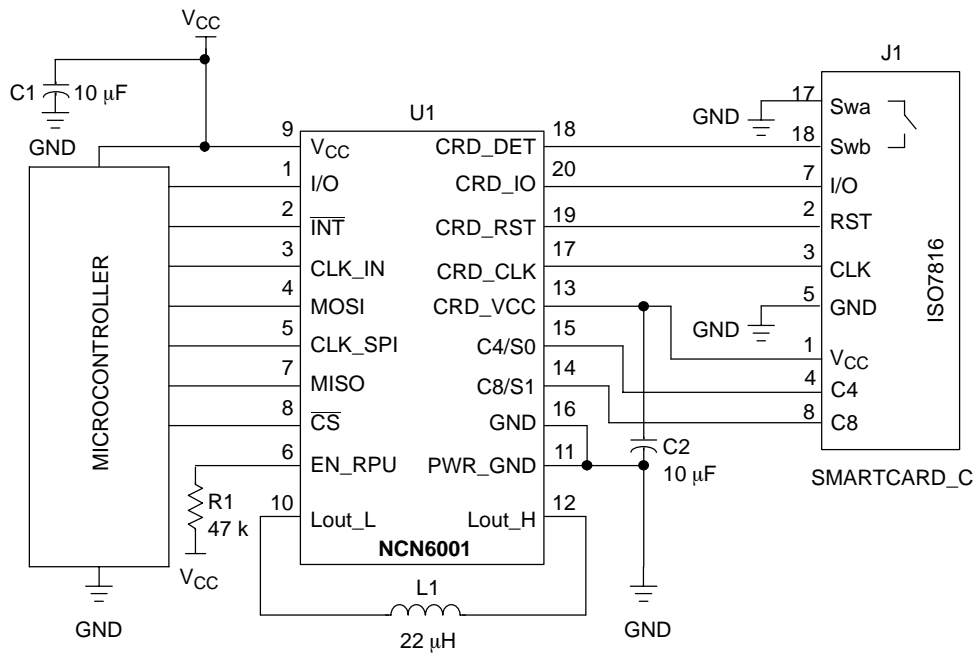 VCC
J1
C1
10 µF
GND
U1
MICROCONTROLLER
9
VCC
1
I/O
2
INT
3
CLK_IN
4
MOSI
5
CLK_SPI
7
MISO
8
CS
6
EN_RPU
10
Lout_L
CRD_DET
18
CRD_IO
20
CRD_RST
19
CRD_CLK
17
CRD_VCC
13
C4/S0
15
C8/S1
14
GND
16
PWR_GND
11
Lout_H
12
NCN6001
R1
47 k
VCC
GND
L1
22 µH
C2
10 µF
GND
GND
17
Swa
18
Swb
7
I/O
2
RST
3
CLK
GND
5
GND
1
VCC
4
C4
8
C8
ISO7816
SMARTCARD_C